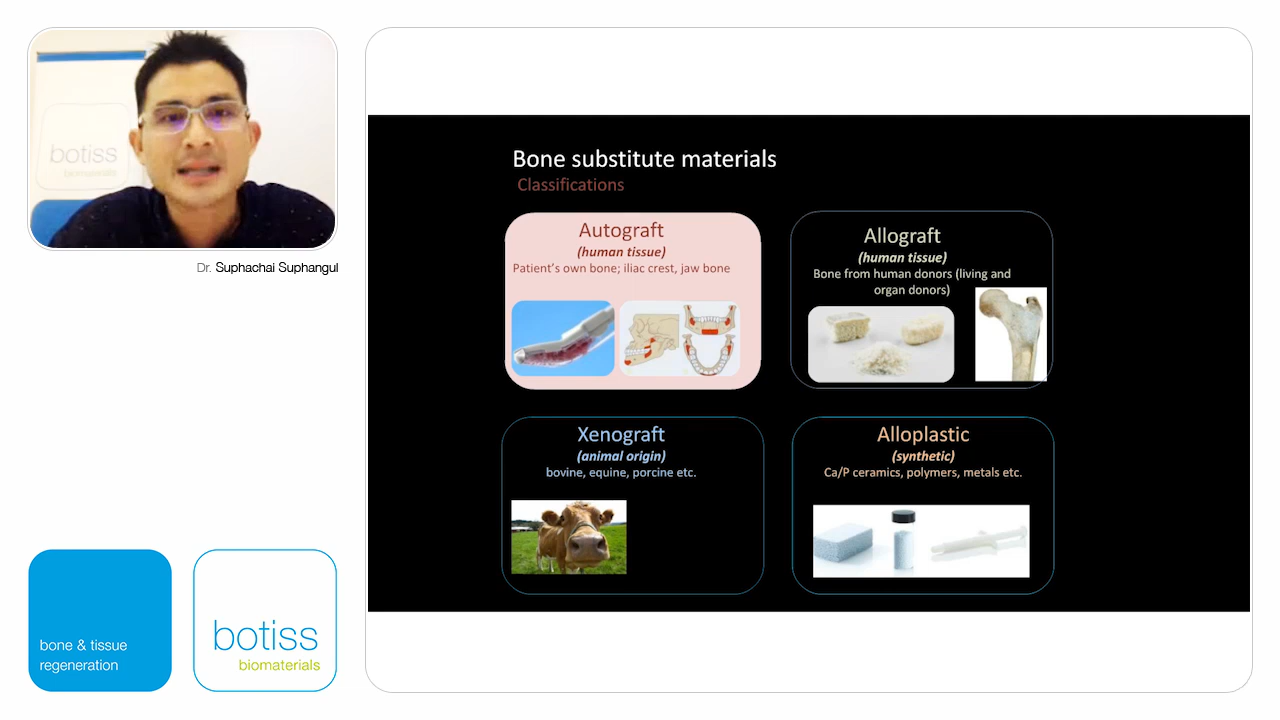 botiss
biomaterials
Dr. Suphachai Suphangul
Bone substitute materials
Classifications
Autograft
(human tissue)
Patient's own bone; iliac crest, jaw bone
Allograft
(human tissue)
Bone from human donors (living and
organ donors)
Xenograft
(animal origin)
bovine, equine, porcine etc.
Alloplastic
(synthetic)
Ca/P ceramics, polymers, metals etc.
bone & tissue
regeneration
botiss
biomaterials